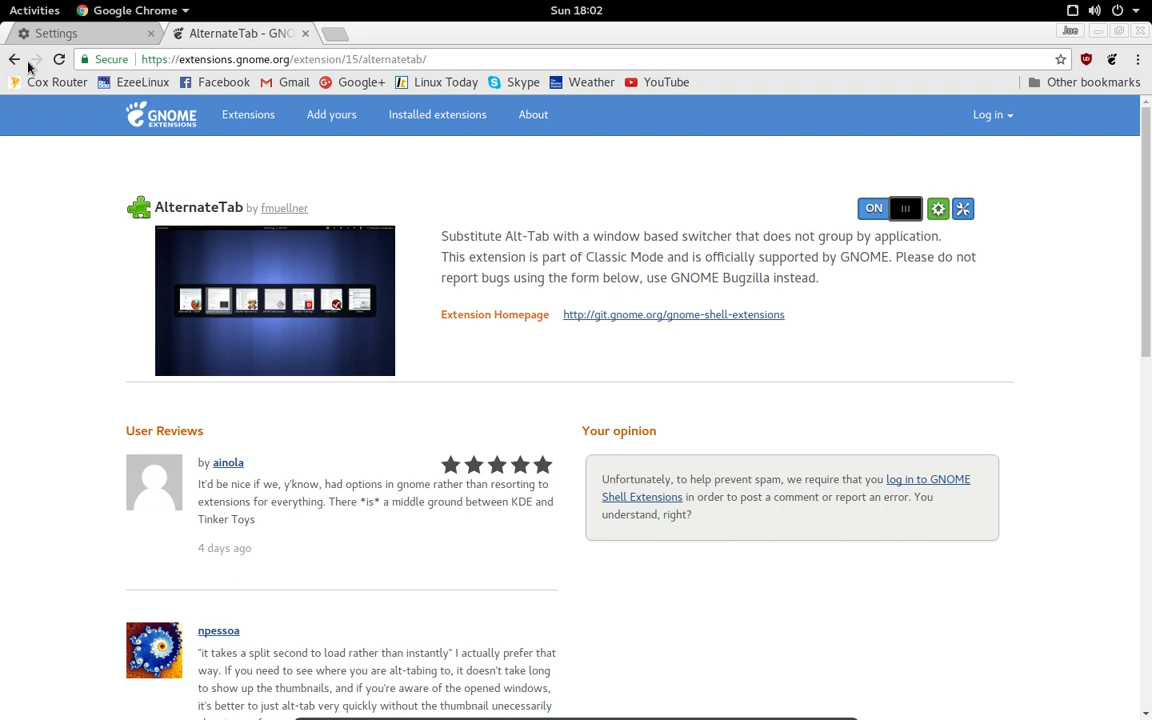 Activities Google Chrome Sun 18:02
Settings AlternateTab - GNO Joe
Secure https://extensions.gnome.org/extension/15/alternatetab/
Cox Router EzeeLinux Facebook Gmail Google+ Linux Today Skype Weather YouTube Other bookmarks
GNOME EXTENSIONS Extensions Add yours Installed extensions About Log in
AlternateTab by fmuellner ON
Substitute Alt-Tab with a window based switcher that does not group by application.
This extension is part of Classic Mode and is officially supported by GNOME. Please do not
report bugs using the form below, use GNOME Bugzilla instead.
Extension Homepage http://git.gnome.org/gnome-shell-extensions
User Reviews
by ainola
It'd be nice if we, y'know, had options in gnome rather than resorting to
extensions for everything. There *is* a middle ground between KDE and
Tinker Toys
4 days ago
npessoa
"it takes a split second to load rather than instantly" I actually prefer that
way. If you need to see where you are alt-tabing to, it doesn't take long
to show up the thumbnails, and if you're aware of the opened windows,
it's better to just alt-tab very quickly without the thumbnail unecessarily
Your opinion
Unfortunately, to help prevent spam, we require that you log in to GNOME
Shell Extensions in order to post a comment or report an error. You
understand, right?